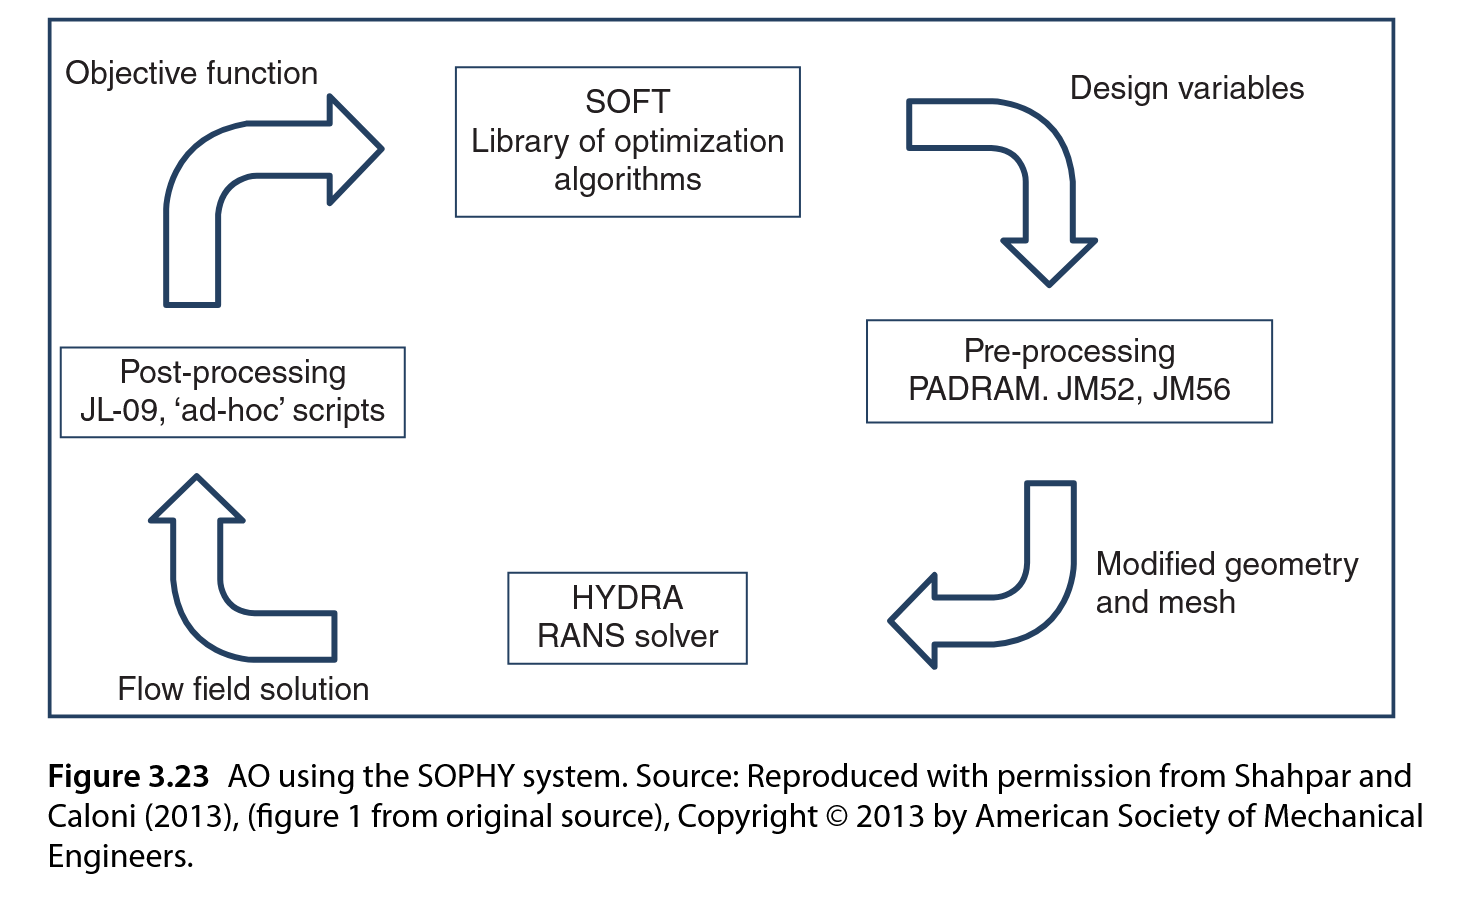 Objective function
SOFT
Library of optimization
algorithms
Design variables
Pre-processing
PADRAM. JM52, JM56
Post-processing
JL-09, ‘ad-hoc’ scripts
Modified geometry
and mesh
HYDRA
RANS solver
Flow field solution
Figure 3.23 AO using the SOPHY system. Source: Reproduced with permission from Shahpar and
Caloni (2013), (figure 1 from original source), Copyright © 2013 by American Society of Mechanical
Engineers.